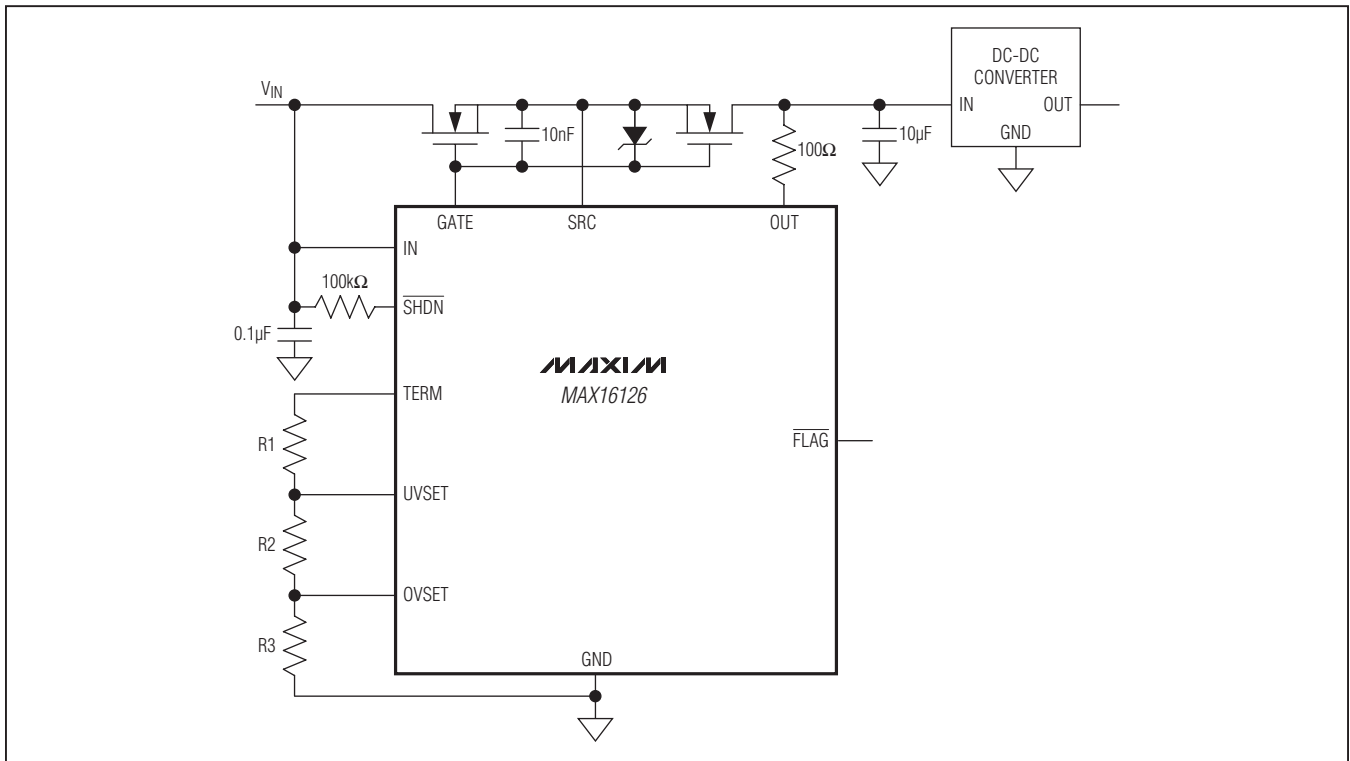 DC-DC
CONVERTER
V_IN
IN
OUT
GND
10nF
10µF
100Ω
GATE
SRC
OUT
IN
100kΩ
SHDN
0.1µF
MAXIM
MAX16126
TERM
R1
FLAG
UVSET
R2
OVSET
R3
GND